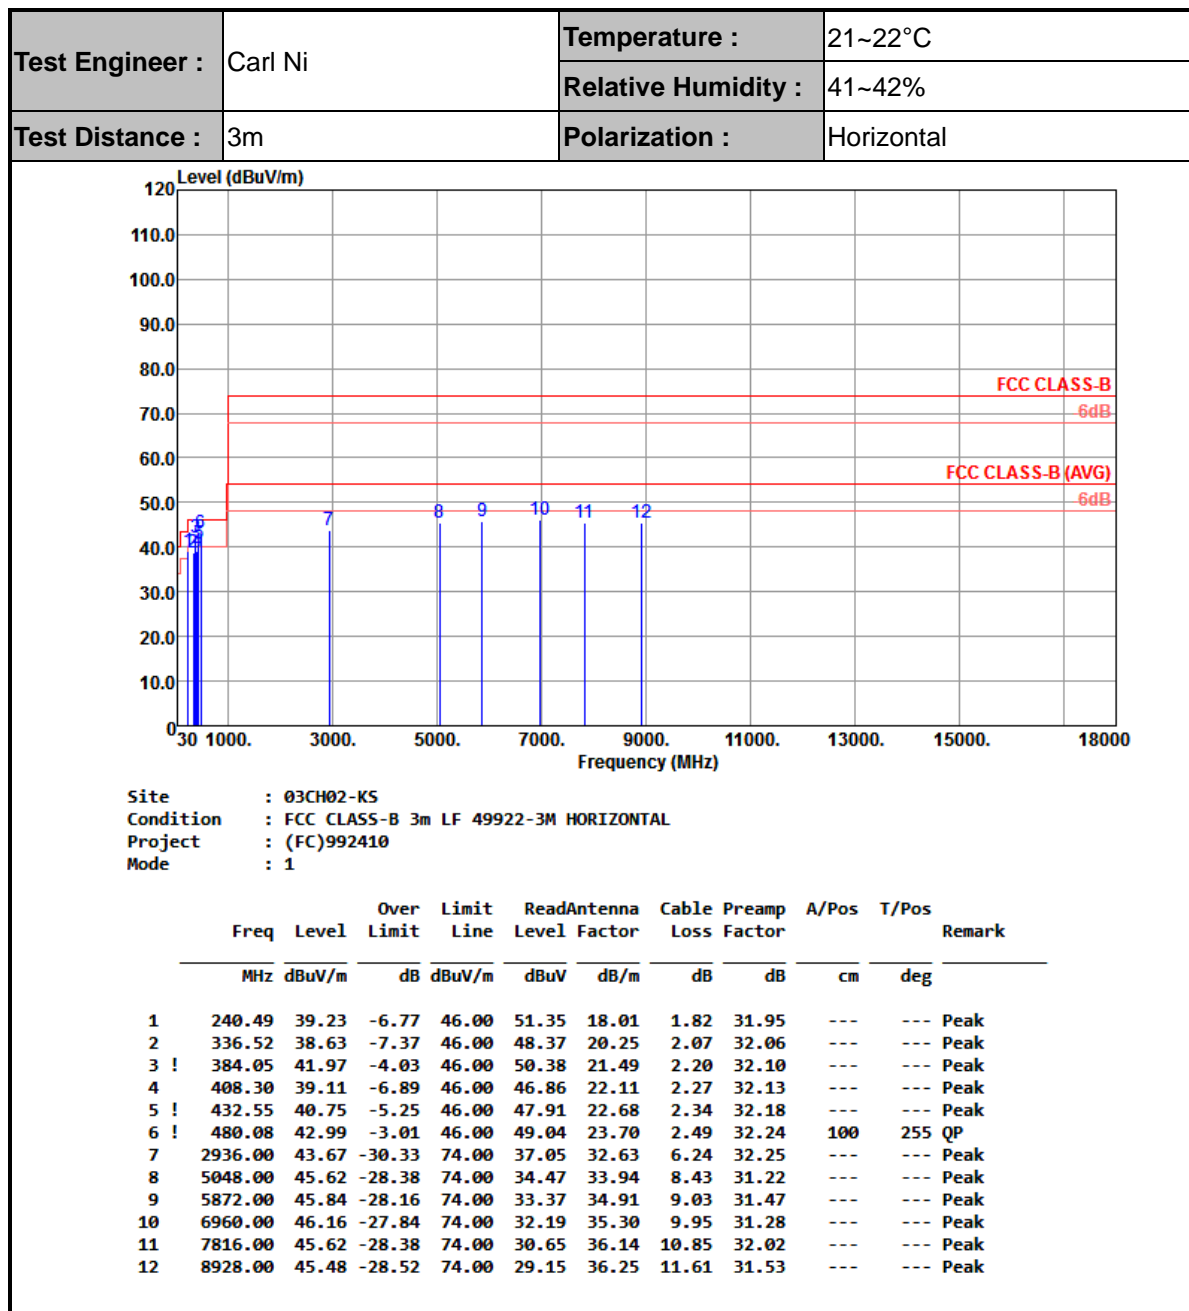 Test Engineer : Carl Ni Temperature : 21~22°C
Relative Humidity : 41~42%
Test Distance : 3m Polarization : Horizontal
Level (dBuV/m)
120
110.0
100.0
90.0
80.0
FCC CLASS-B
70.0
-6dB
60.0
FCC CLASS-B (AVG)
50.0
-6dB
40.0
30.0
20.0
10.0
0
1 2 3 4 5 6 7 8 9 10 11 12
30 1000. 3000. 5000. 7000. 9000. 11000. 13000. 15000. 18000
Frequency (MHz)
Site : 03CH02-KS
Condition : FCC CLASS-B 3m LF 49922-3M HORIZONTAL
Project : (FC)992410
Mode : 1
Over Limit ReadAntenna Cable Preamp A/Pos T/Pos
Freq Level Limit Line Level Factor Loss Factor Remark
MHz dBuV/m dB dBuV/m dBuV dB/m dB dB cm deg
1 240.49 39.23 -6.77 46.00 51.35 18.01 1.82 31.95 --- --- Peak
2 336.52 38.63 -7.37 46.00 48.37 20.25 2.07 32.06 --- --- Peak
3 ! 384.05 41.97 -4.03 46.00 50.38 21.49 2.20 32.10 --- --- Peak
4 408.30 39.11 -6.89 46.00 46.86 22.11 2.27 32.13 --- --- Peak
5 ! 432.55 40.75 -5.25 46.00 47.91 22.68 2.34 32.18 --- --- Peak
6 ! 480.08 42.99 -3.01 46.00 49.04 23.70 2.49 32.24 100 255 QP
7 2936.00 43.67 -30.33 74.00 37.05 32.63 6.24 32.25 --- --- Peak
8 5048.00 45.62 -28.38 74.00 34.47 33.94 8.43 31.22 --- --- Peak
9 5872.00 45.84 -28.16 74.00 33.37 34.91 9.03 31.47 --- --- Peak
10 6960.00 46.16 -27.84 74.00 32.19 35.30 9.95 31.28 --- --- Peak
11 7816.00 45.62 -28.38 74.00 30.65 36.14 10.85 32.02 --- --- Peak
12 8928.00 45.48 -28.52 74.00 29.15 36.25 11.61 31.53 --- --- Peak